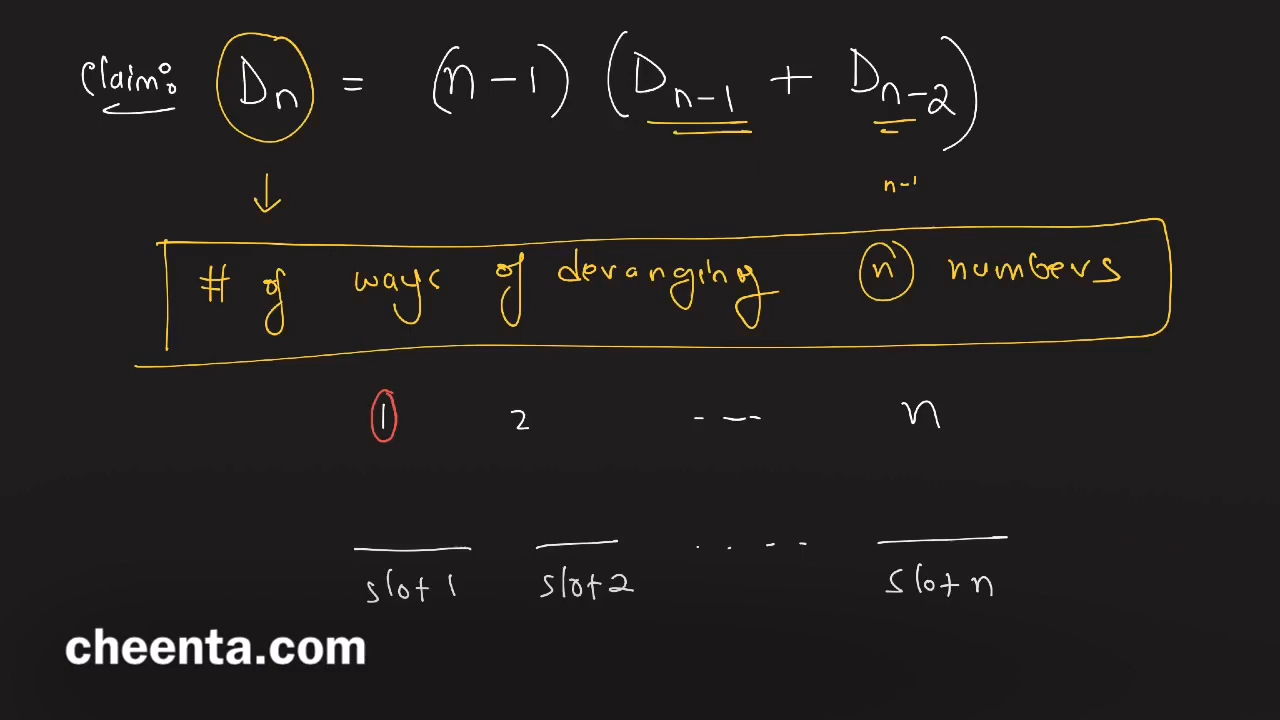 Claim: Dn = (n-1) (Dn-1 + Dn-2)
n-1
# of ways of deranging n numbers
1 2 ---- n
slot 1 slot 2 ..... slot n
cheenta.com